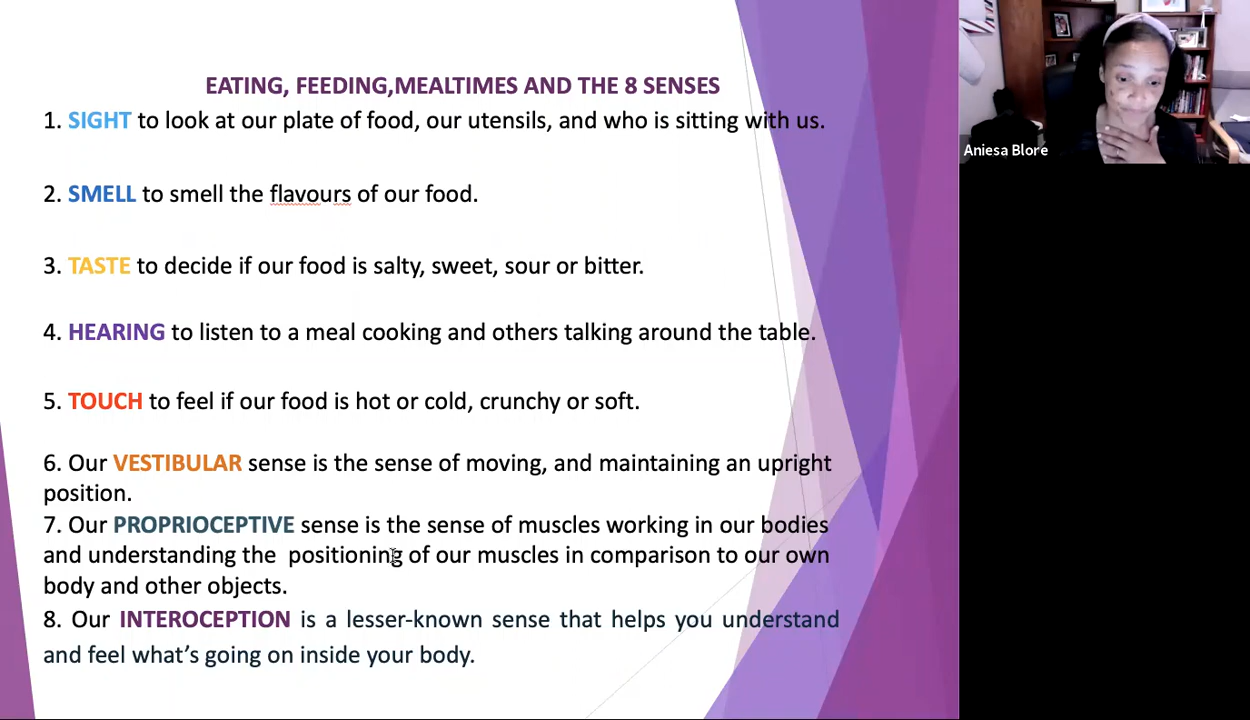 EATING, FEEDING,MEALTIMES AND THE 8 SENSES
1. SIGHT to look at our plate of food, our utensils, and who is sitting with us.
2. SMELL to smell the flavours of our food.
3. TASTE to decide if our food is salty, sweet, sour or bitter.
4. HEARING to listen to a meal cooking and others talking around the table.
5. TOUCH to feel if our food is hot or cold, crunchy or soft.
6. Our VESTIBULAR sense is the sense of moving, and maintaining an upright
position.
7. Our PROPRIOCEPTIVE sense is the sense of muscles working in our bodies
and understanding the  positioning of our muscles in comparison to our own
body and other objects.
8. Our INTEROCEPTION is a lesser-known sense that helps you understand
and feel what's going on inside your body.
Aniesa Blore